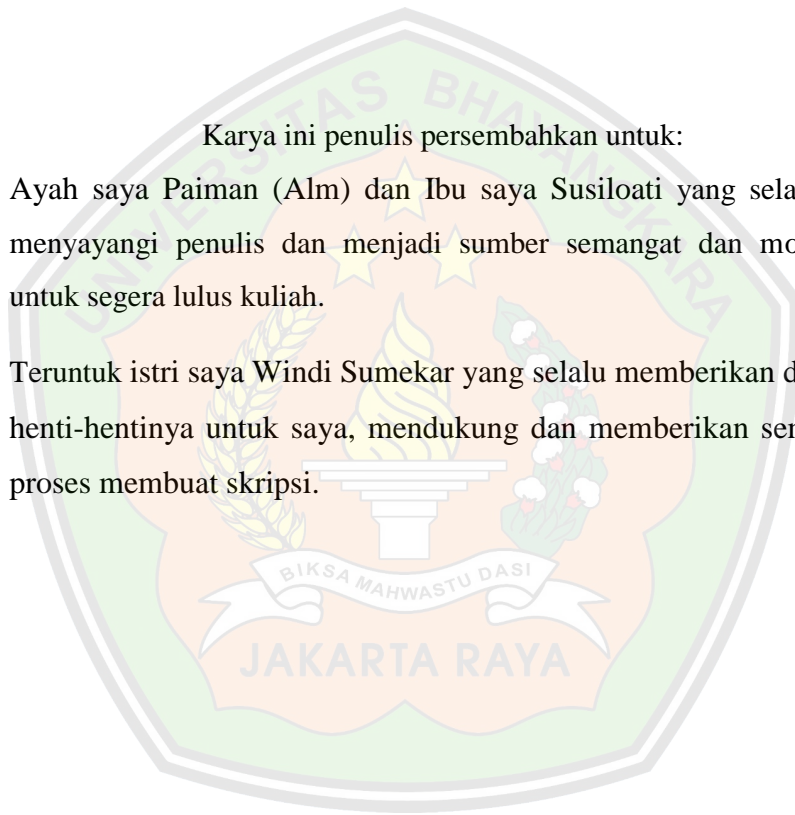 UNIVERSITAS BHAYANGKARA
Karya ini penulis persembahkan untuk:
Ayah saya Paiman (Alm) dan Ibu saya Susiloati yang sela
menyayangi penulis dan menjadi sumber semangat dan mo
untuk segera lulus kuliah.
Teruntuk istri saya Windi Sumekar yang selalu memberikan d
henti-hentinya untuk saya, mendukung dan memberikan ser
proses membuat skripsi.
BIKSA MAHWASTU DASI
JAKARTA RAYA